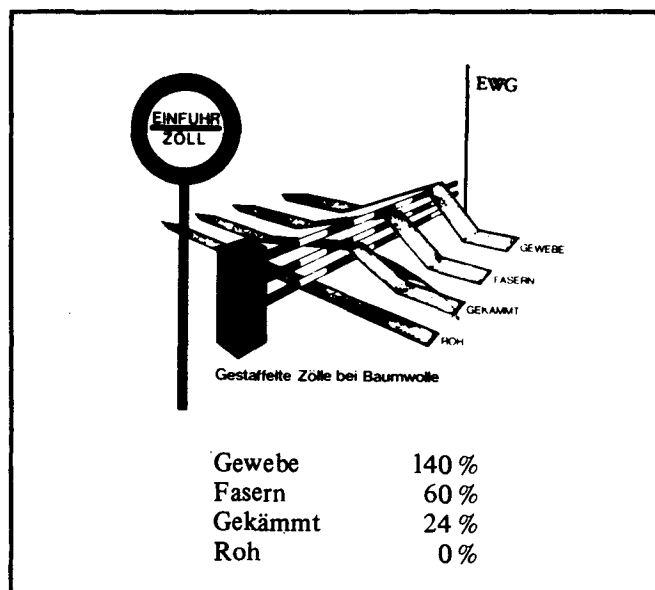 EWG
EINFUHR
ZOLL
GEWEBE
FASERN
GEKÄMMT
ROH
Gestaffelte Zölle bei Baumwolle
Gewebe 140 %
Fasern 60 %
Gekämmt 24 %
Roh 0 %